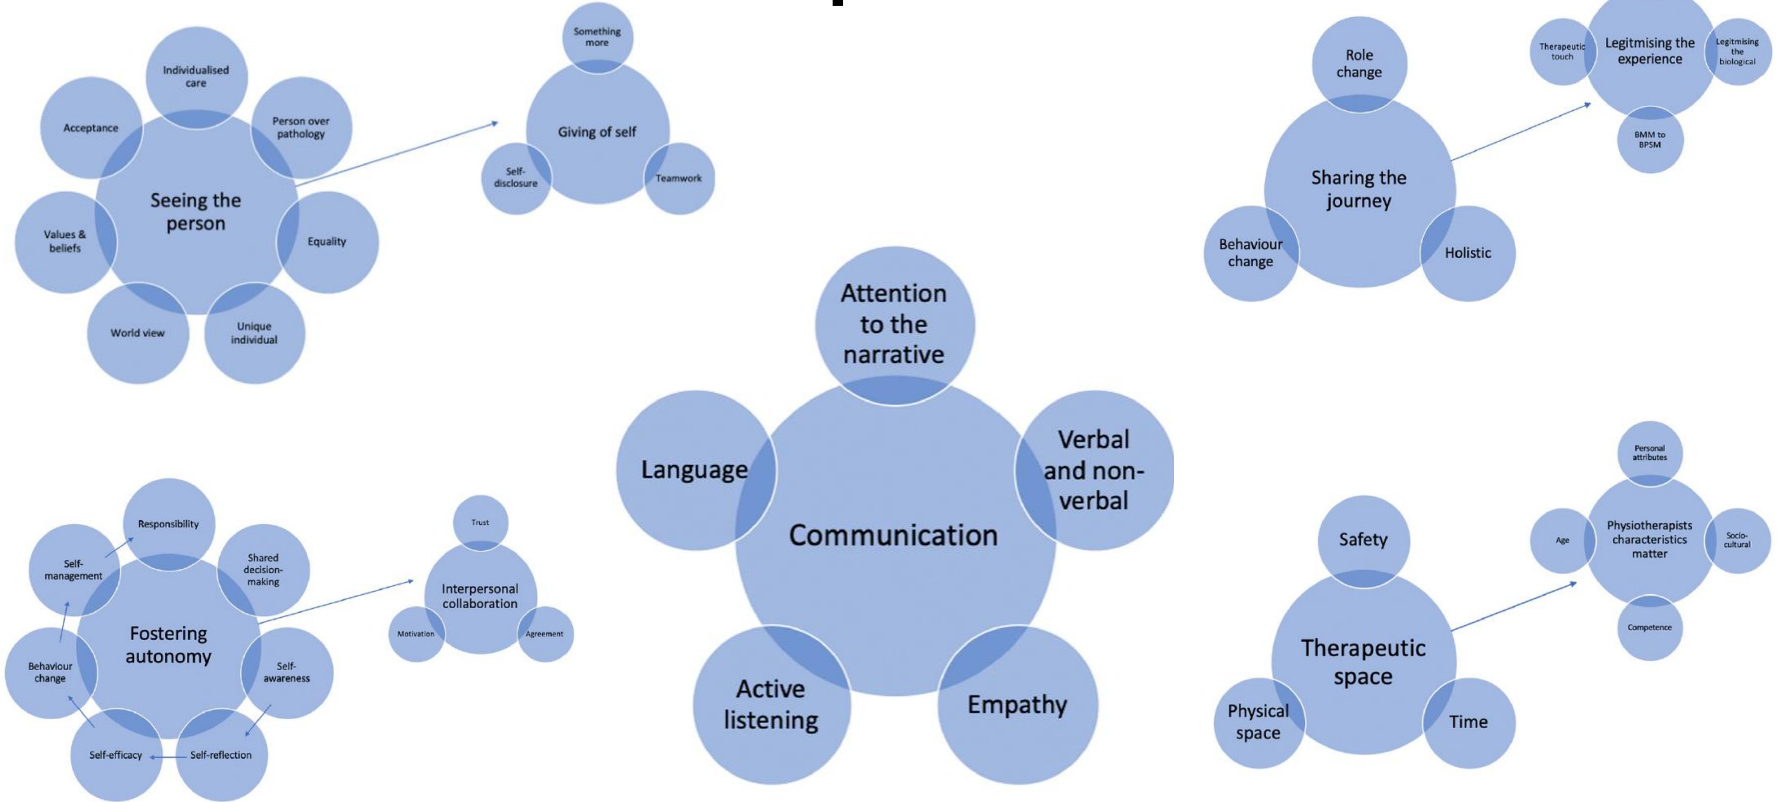 Individualised
care
Acceptance
Person over
pathology
Seeing the
person
Values &
beliefs
Equality
World view
Unique
individual
Something
more
Giving of self
Self-
disclosure
Teamwork
Role
change
Sharing the
journey
Behaviour
change
Holistic
Therapeutic
touch
Legitmising the
experience
Legitmising
the
biological
BMM to
BPSM
Attention
to the
narrative
Language
Verbal
and non-
verbal
Communication
Active
listening
Empathy
Responsibility
Self-
management
Shared
decision-
making
Fostering
autonomy
Behaviour
change
Self-
awareness
Self-efficacy
Self-reflection
Trust
Interpersonal
collaboration
Motivation
Agreement
Safety
Therapeutic
space
Physical
space
Time
Personal
attributes
Age
Physiotherapists
characteristics
matter
Socio-
cultural
Competence